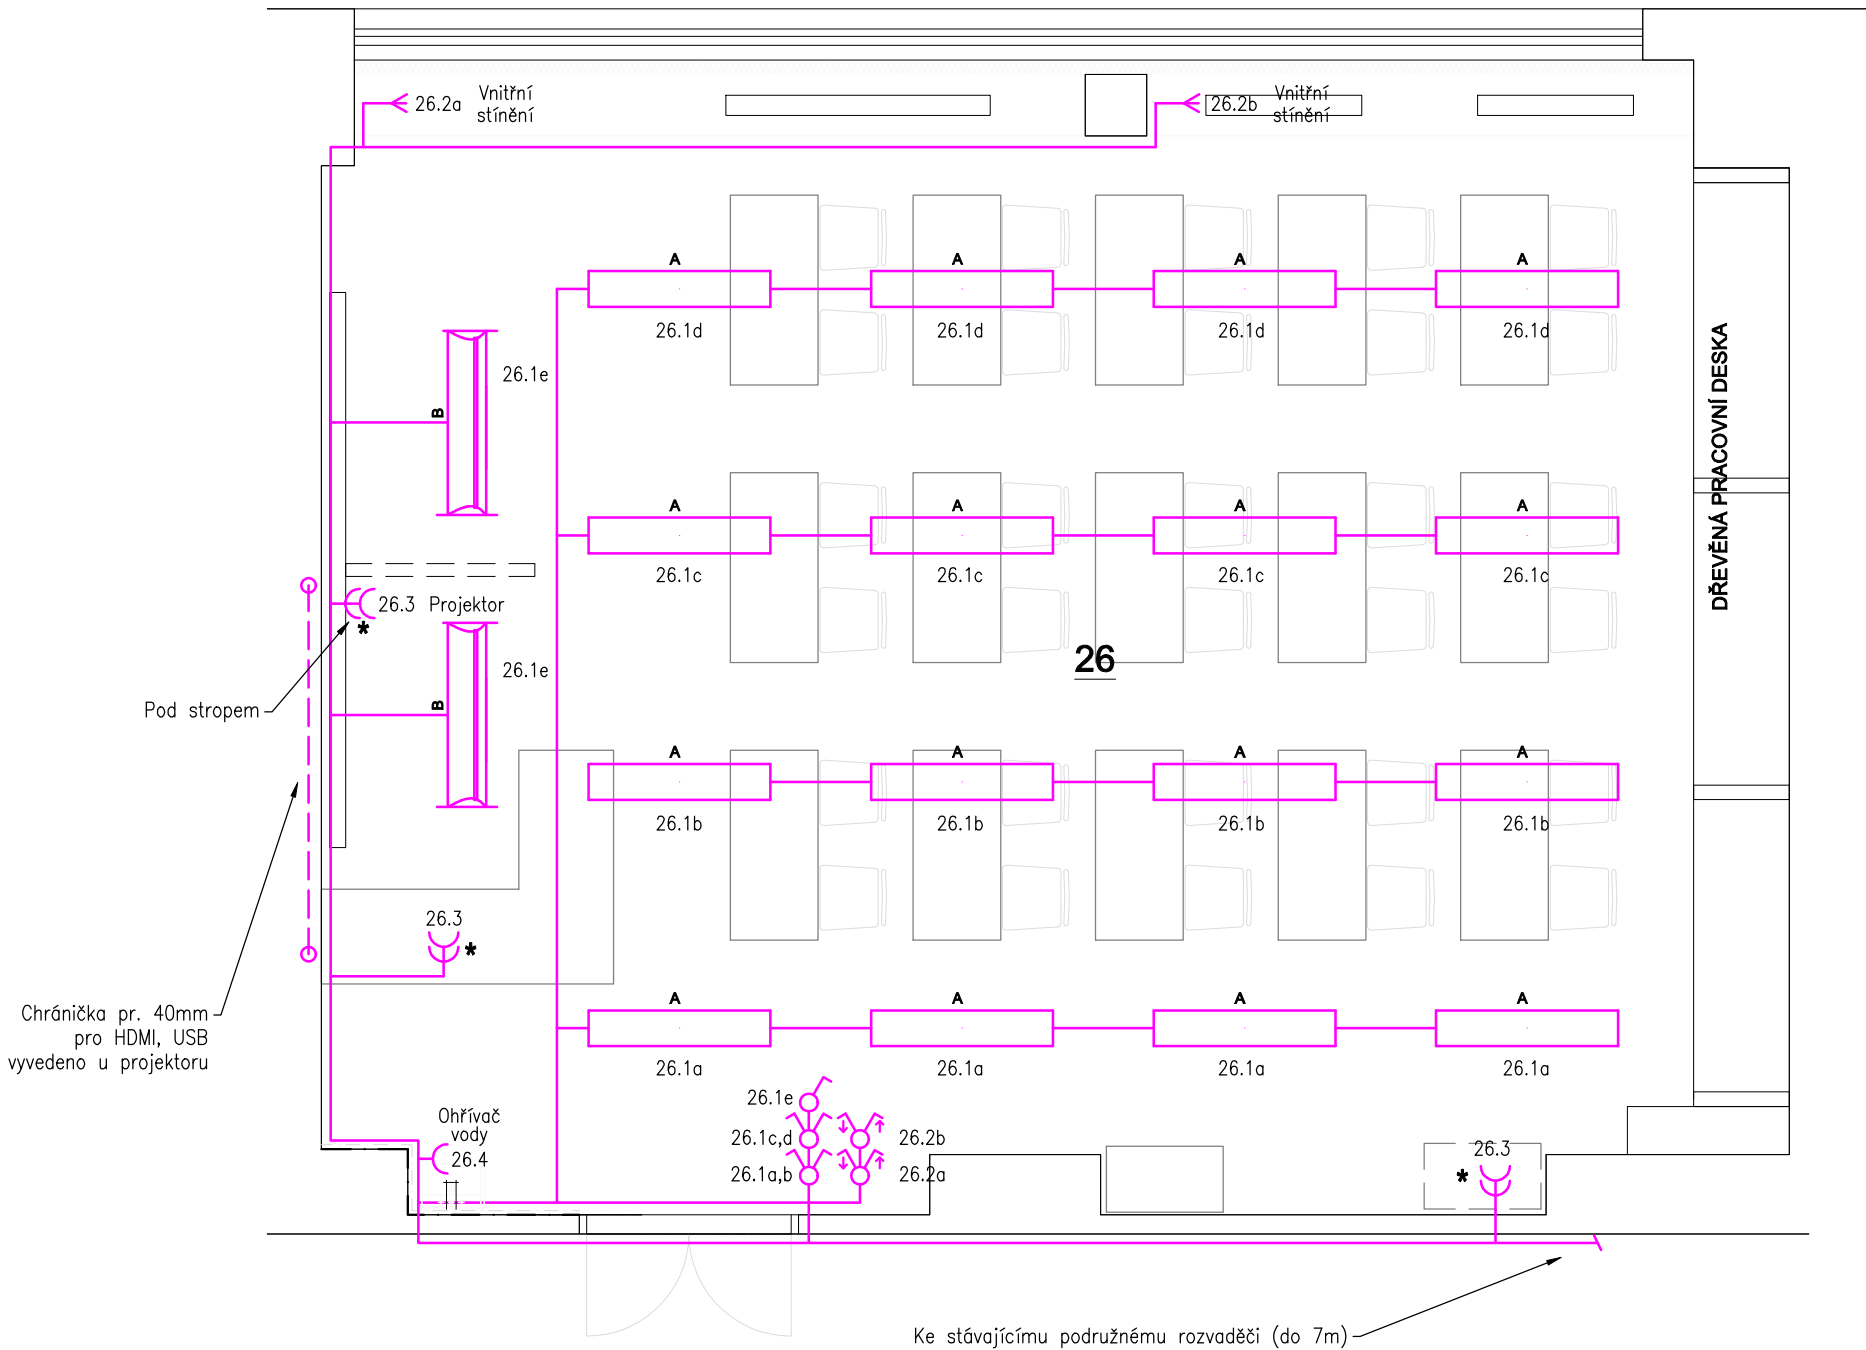 26.2a
Vnitřní
stínění
26.2b
Vnitřní
stínění
A
A
A
A
26.1d
26.1d
26.1d
26.1d
26.1e
B
DŘEVĚNÁ PRACOVNÍ DESKA
A
A
A
A
26.1c
26.1c
26.1c
26.1c
26.3 Projektor
*
26
26.1e
B
Pod stropem
A
A
A
A
26.1b
26.1b
26.1b
26.1b
26.3
*
Chránička pr. 40mm
pro HDMI, USB
vyvedeno u projektoru
A
A
A
A
26.1a
26.1a
26.1a
26.1a
26.1e
Ohřívač
vody
26.4
26.1c,d
26.2b
26.1a,b
26.2a
26.3
*
Ke stávajícímu podružnému rozvaděči (do 7m)